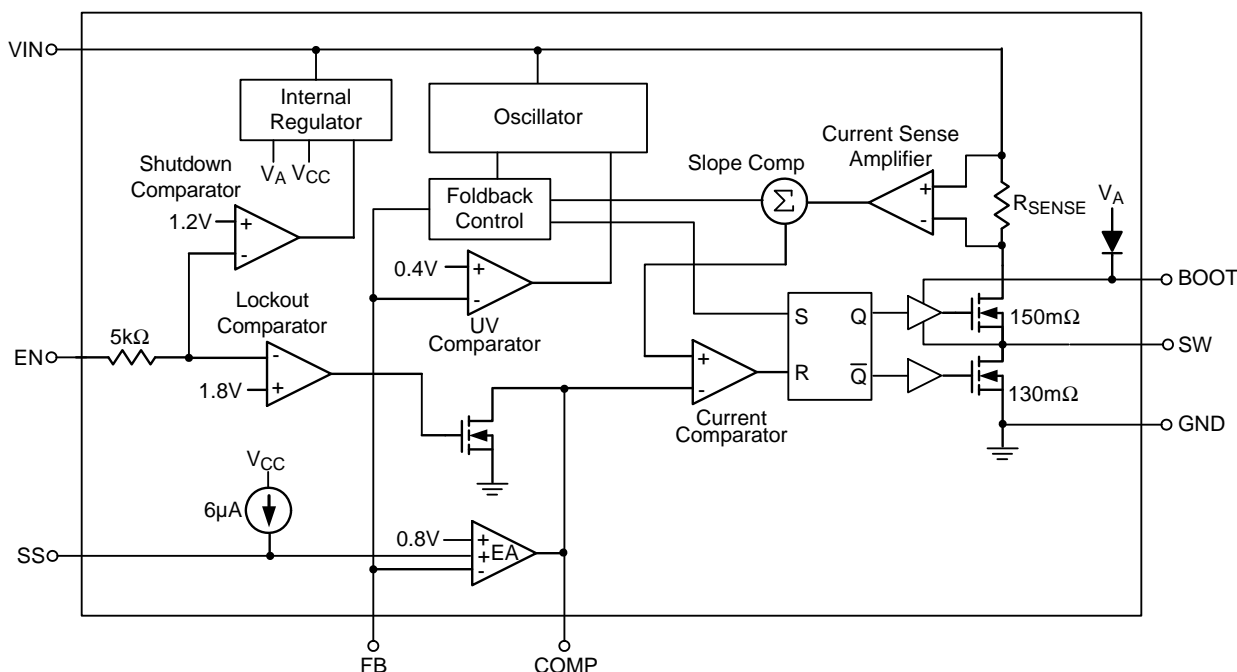 VIN
Internal
Regulator
Oscillator
Current Sense
Amplifier
Shutdown
Comparator
VA VCC
Slope Comp
Foldback
Control
Σ
+
-
RSENSE
VA
1.2V
+
-
0.4V
+
-
BOOT
Lockout
Comparator
UV
Comparator
S
Q
150mΩ
5kΩ
EN
-
+
1.8V
+
-
R
Q̅
SW
130mΩ
Current
Comparator
GND
VCC
6µA
SS
0.8V
+
+
-
EA
FB
COMP